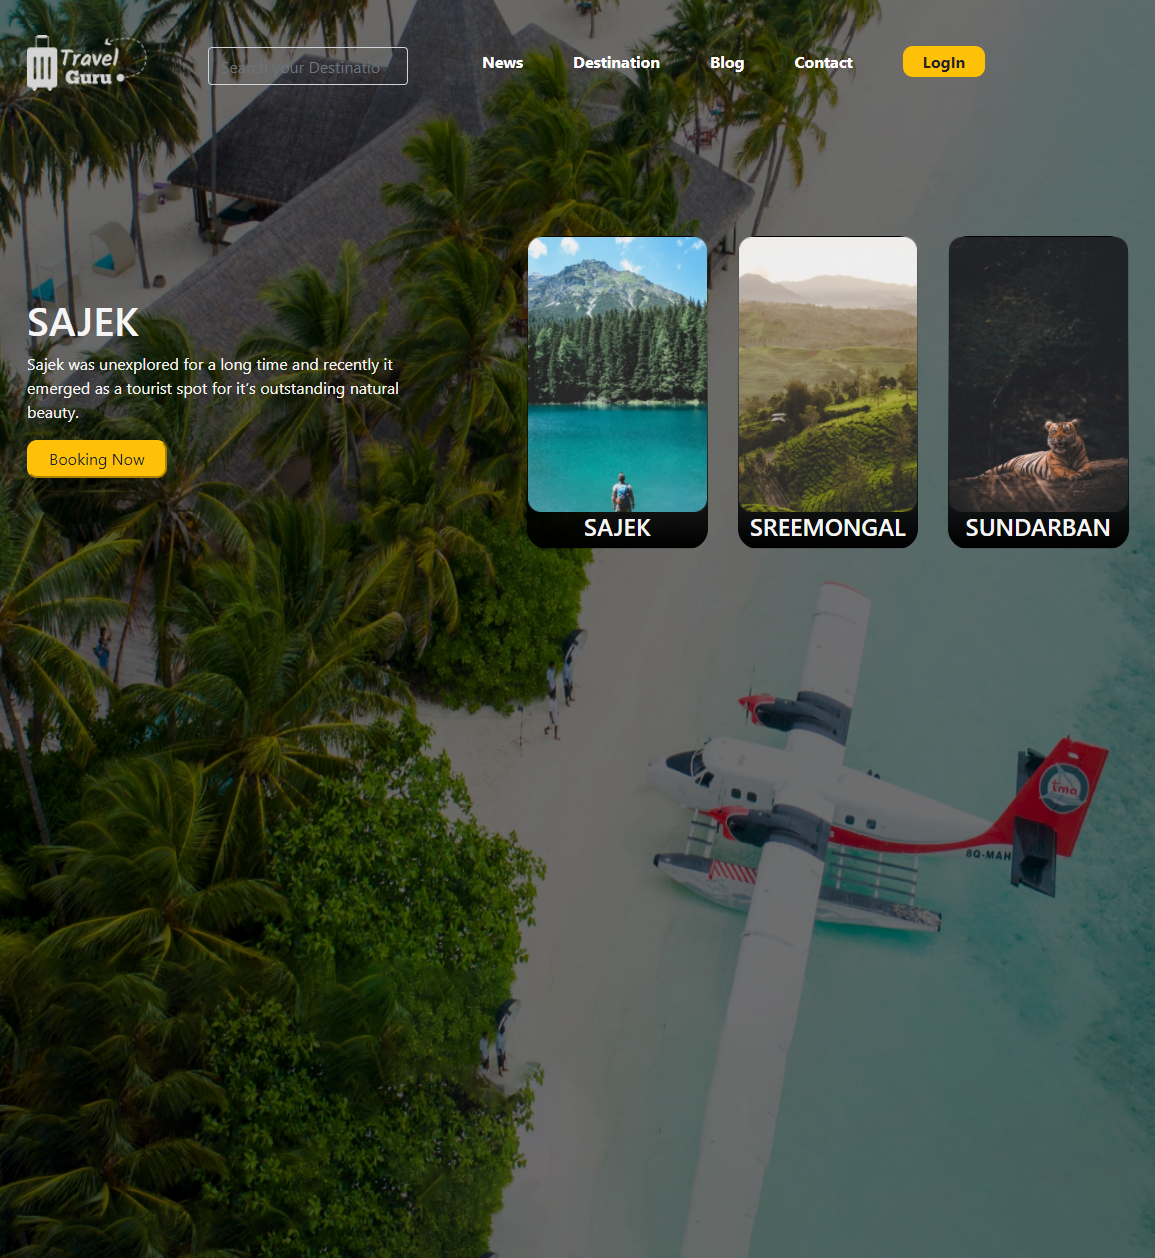 Travel
Guru
Search your Destinatio
News
Destination
Blog
Contact
LogIn
SAJEK
Sajek was unexplored for a long time and recently it
emerged as a tourist spot for it’s outstanding natural
beauty.
Booking Now
SAJEK
SREEMONGAL
SUNDARBAN
tma
8Q-MAH